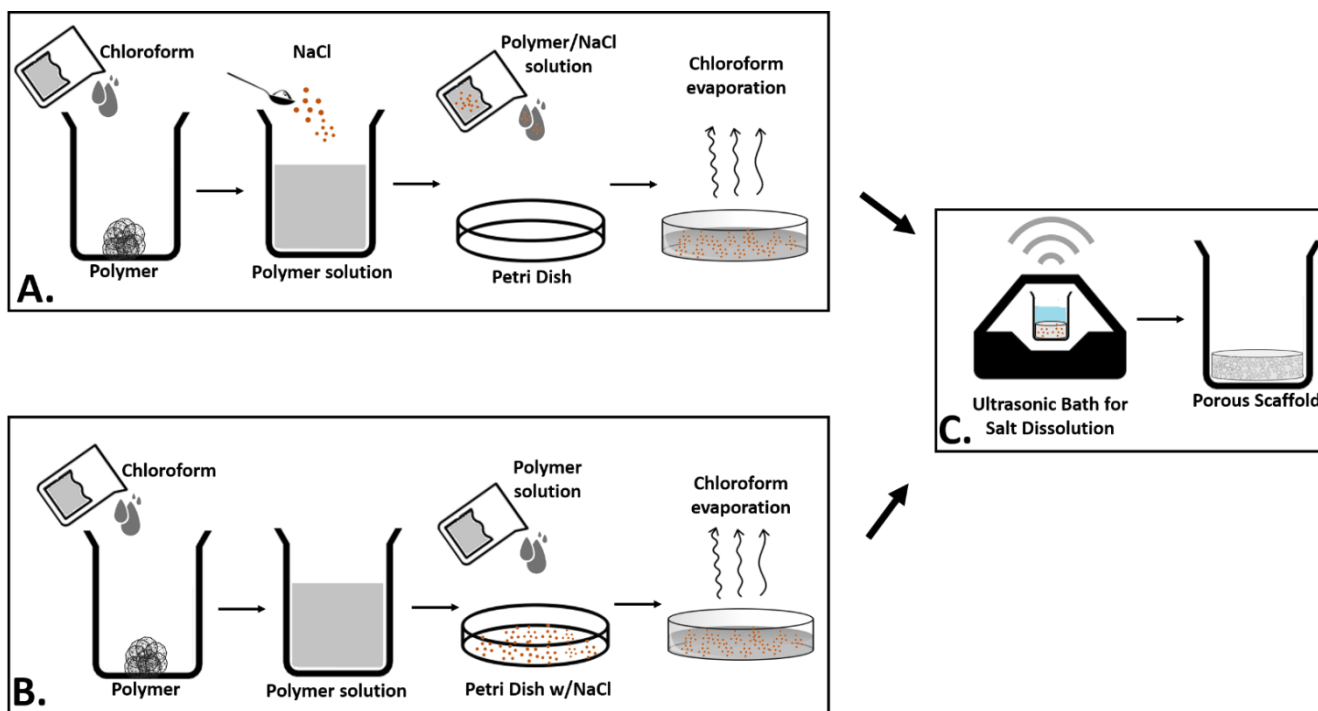 Chloroform
NaCl
Polymer/NaCl
solution
Chloroform
evaporation
Polymer
Polymer solution
Petri Dish
A.
Chloroform
Polymer
solution
Chloroform
evaporation
Polymer
Polymer solution
Petri Dish w/NaCl
B.
Ultrasonic Bath for
Salt Dissolution
Porous Scaffold
C.